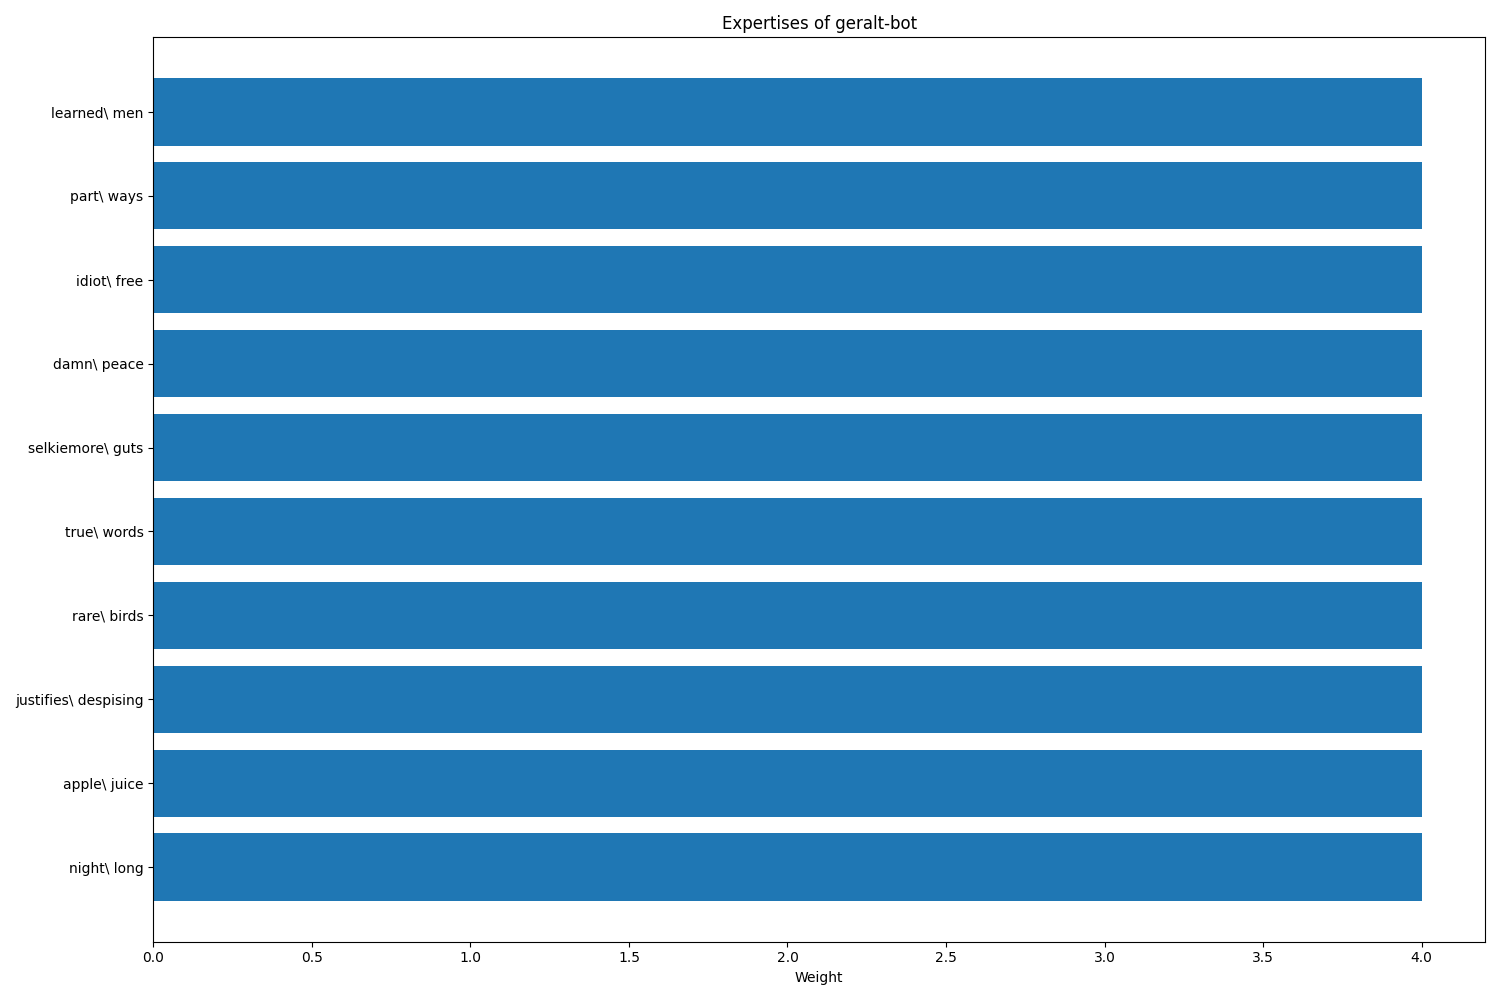 Expertises of geralt-bot
learned\ men
part\ ways
idiot\ free
damn\ peace
selkiemore\ guts
true\ words
rare\ birds
justifies\ despising
apple\ juice
night\ long
0.0 0.5 1.0 1.5 2.0 2.5 3.0 3.5 4.0
Weight